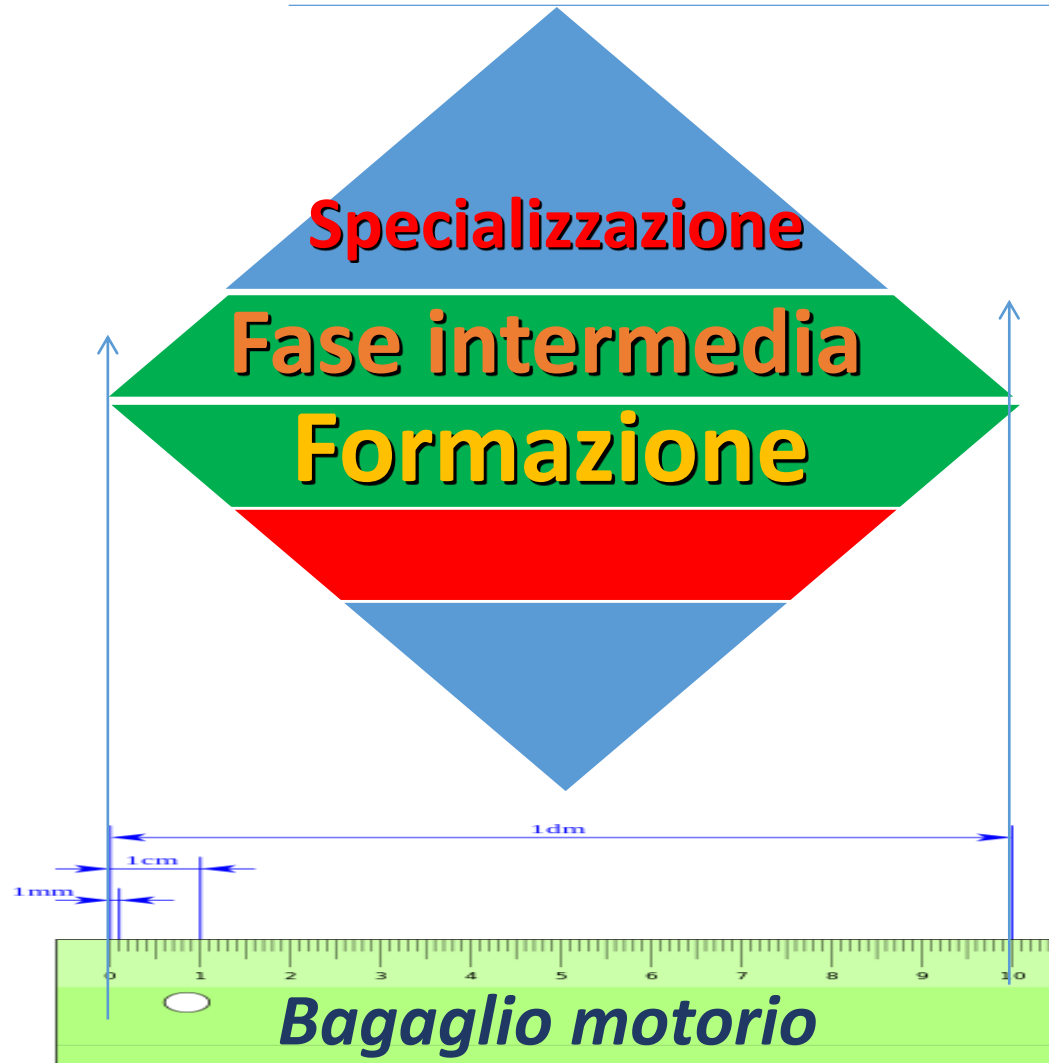 Specializzazione
Fase intermedia
Formazione
1dm
1cm
1mm
0 1 2 3 4 5 6 7 8 9 10
Bagaglio motorio